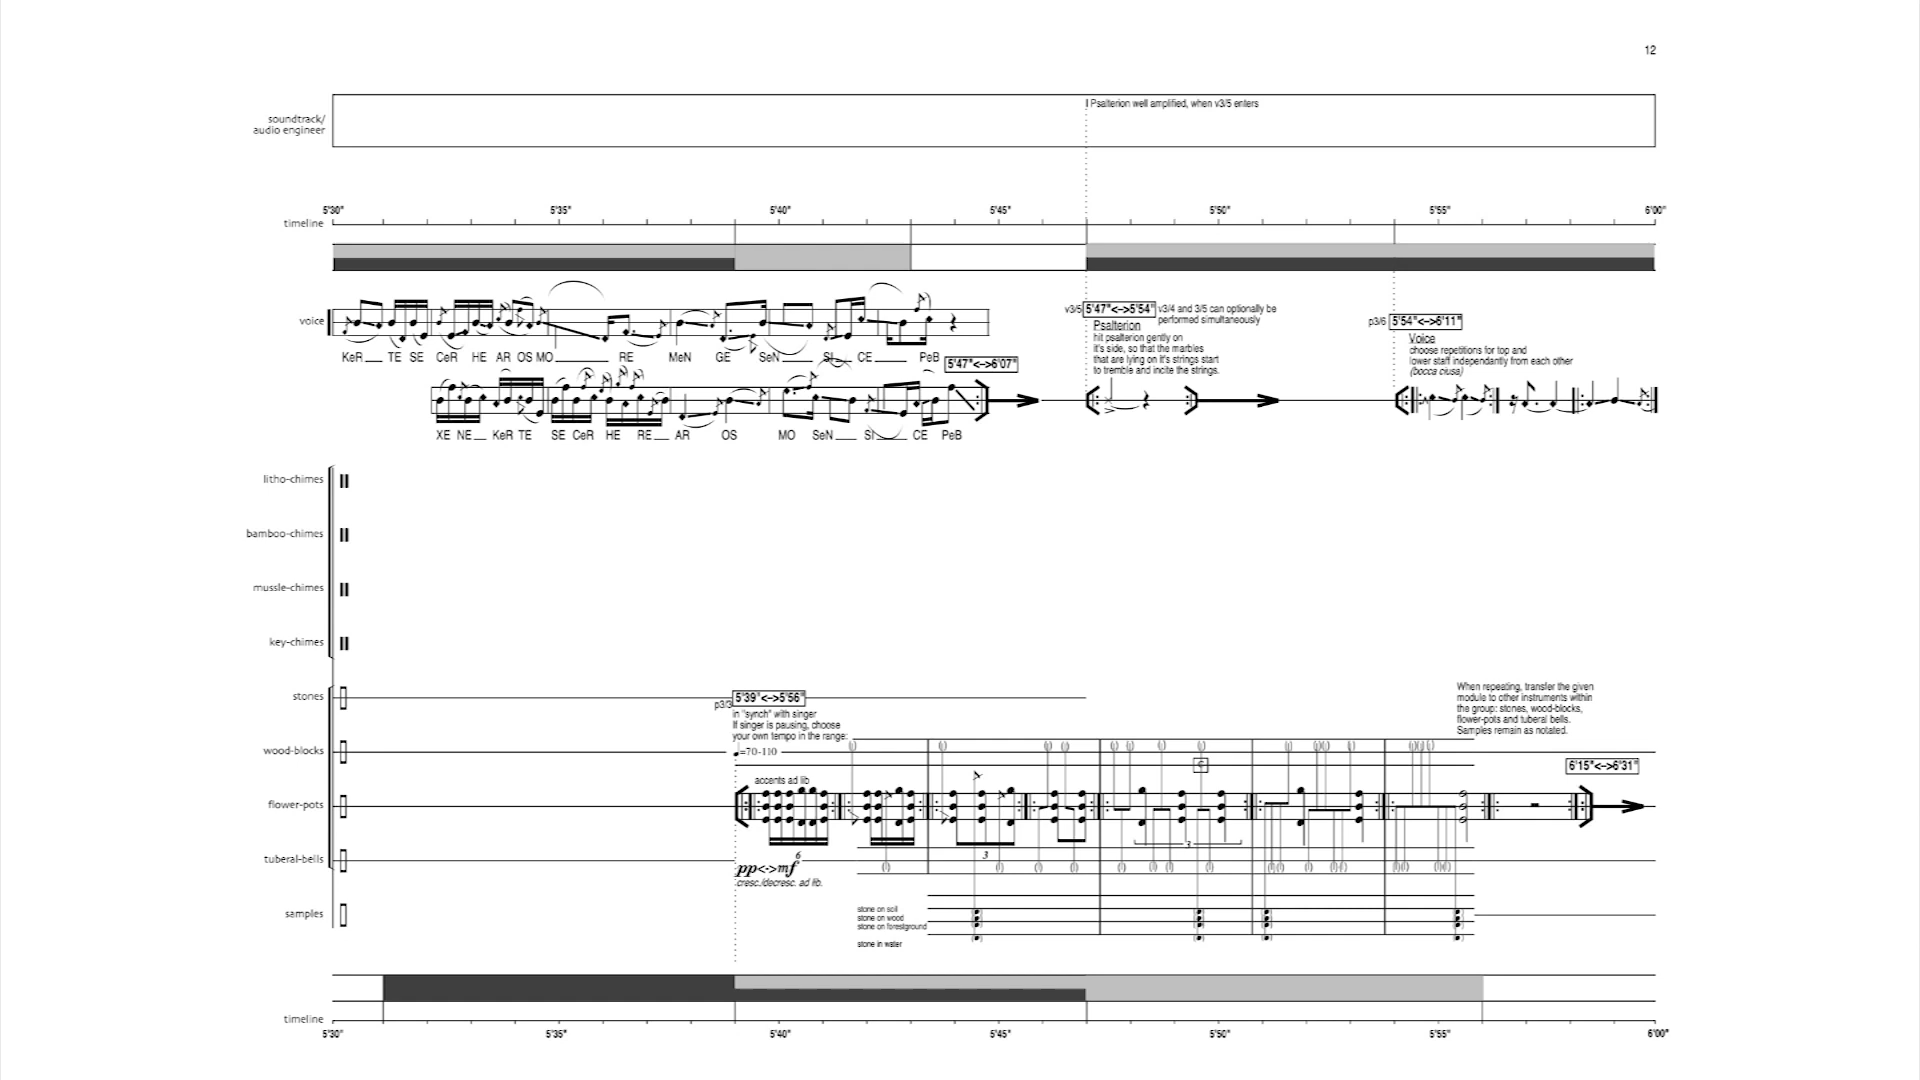 12
soundtrack/
audio engineer
Psalterion well amplified, when v3/5 enters
timeline
5'30" 5'35" 5'40" 5'45" 5'50" 5'55" 6'00"
voice
KeR TE SE CeR HE AR OS MO RE MeN GE SeN SI CE PeB
5'47"<->6'07"
XE NE KeR TE SE CeR HE RE AR OS MO SeN SI CE PeB
v3/5 5'47"<->5'54" v3/4 and 3/5 can optionally be
performed simultaneously
Psalterion
hit psalterion gently on
it's side, so that the marbles
that are lying on it's strings start
to tremble and incite the strings.
p3/6 5'54"<->6'11"
Voice
choose repetitions for top and
lower staff independantly from each other
(bocca ciusa)
litho-chimes
bamboo-chimes
mussle-chimes
key-chimes
stones
p3/3 5'39"<->5'56"
in "synch" with singer
If singer is pausing, choose
your own tempo in the range:
=70-110
When repeating, transfer the given
module to other instruments within
the group: stones, wood-blocks,
flower-pots and tuberal bells.
Samples remain as notated.
wood-blocks
6'15"<->6'31"
accents ad lib
flower-pots
6 3 3
tuberal-bells
pp<->mf
cresc./decresc. ad lib.
samples
stone on soil
stone on wood
stone on forestground
stone in water
timeline
5'30" 5'35" 5'40" 5'45" 5'50" 5'55" 6'00"